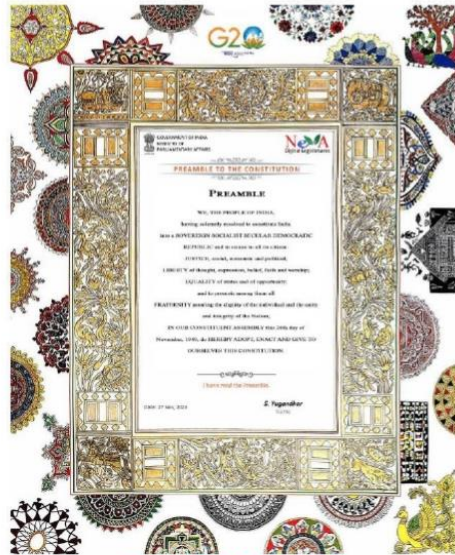 G20
GOVERNMENT OF INDIA
MINISTRY OF
PARLIAMENTARY AFFAIRS
NeVA
Digital Legislatures
PREAMBLE TO THE CONSTITUTION
PREAMBLE
WE, THE PEOPLE OF INDIA,
having solemnly resolved to constitute India
into a SOVEREIGN SOCIALIST SECULAR DEMOCRATIC
REPUBLIC and to secure to all its citizens
JUSTICE, social, economic and political;
LIBERTY of thought, expression, belief, faith and worship;
EQUALITY of status and of opportunity;
and to promote among them all
FRATERNITY assuring the dignity of the individual and the unity
and integrity of the Nation;
IN OUR CONSTITUENT ASSEMBLY this 26th day of
November, 1949, do HEREBY ADOPT, ENACT AND GIVE TO
OURSELVES THIS CONSTITUTION.
I have read the Preamble.
S. Yugandher